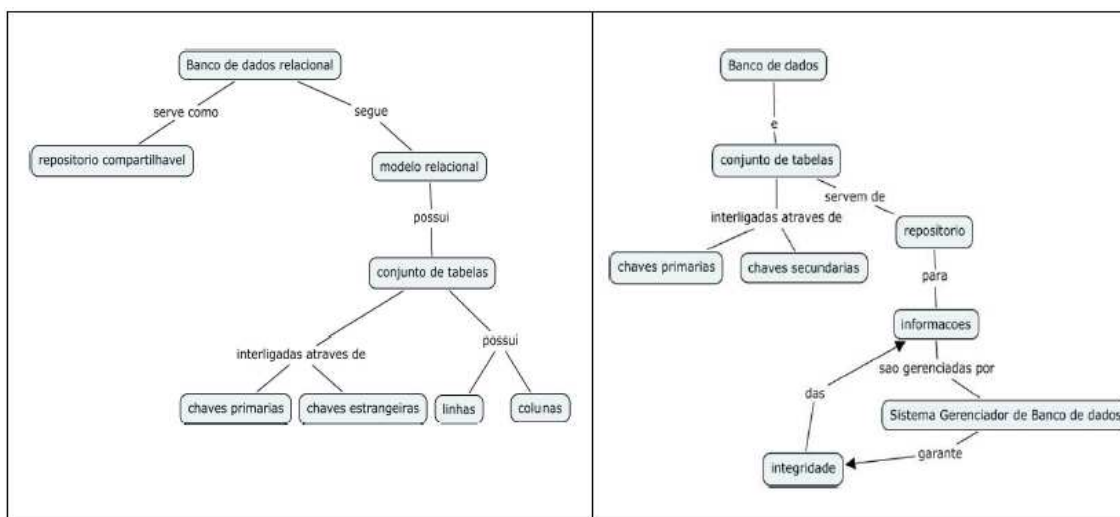 Banco de dados relacional
serve como
segue
repositorio compartilhavel
modelo relacional
possui
conjunto de tabelas
interligadas atraves de
possui
chaves primarias
chaves estrangeiras
linhas
colunas
Banco de dados
e
conjunto de tabelas
servem de
interligadas atraves de
repositorio
chaves primarias
chaves secundarias
para
informacoes
sao gerenciadas por
das
Sistema Gerenciador de Banco de dados
garante
integridade